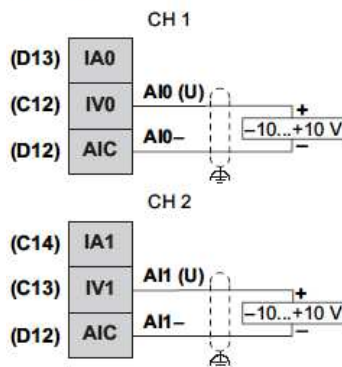 CH 1
(D13) IA0
(C12) IV0 AI0 (U) +
–10...+10 V
(D12) AIC AI0– –
CH 2
(C14) IA1
(C13) IV1 AI1 (U) +
–10...+10 V
(D12) AIC AI1– –